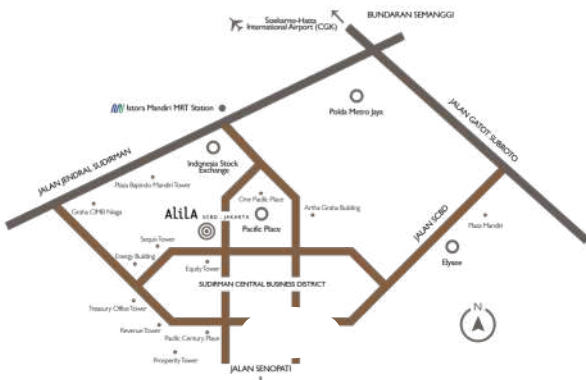 Soekarno-Hatta
International Airport (CGK)
BUNDARAN SEMANGGI
Istora Mandiri MRT Station
Polda Metro Jaya
JALAN GATOT SUBROTO
JALAN JENDRAL SUDIRMAN
Indonesia Stock
Exchange
Plaza Bapindo Mandiri Tower
One Pacific Place
Graha CIMB Niaga
ALILA SCBD JAKARTA
Pacific Place
Artha Graha Building
JALAN SCBD
Plaza Mandiri
Sequis Tower
Elysee
Energy Building
Equity Tower
SUDIRMAN CENTRAL BUSINESS DISTRICT
Treasury Office Tower
Revenue Tower
Pacific Century Place
Prosperity Tower
JALAN SENOPATI
N